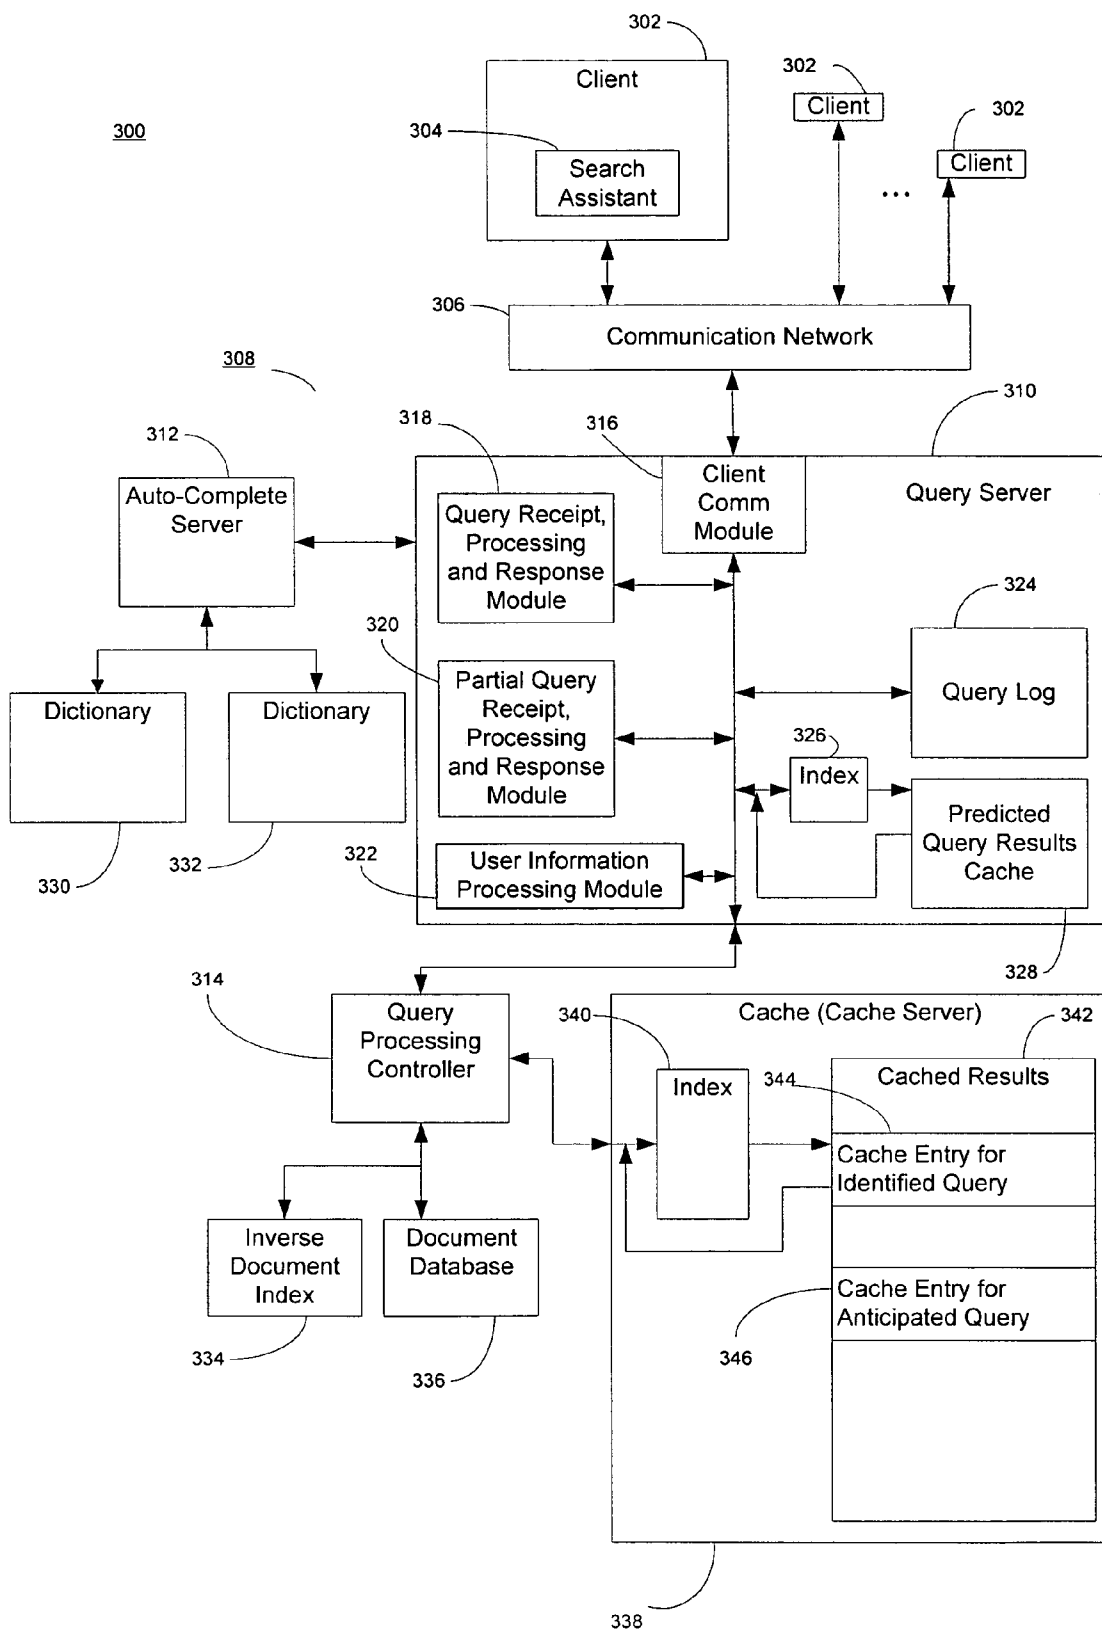 302
Client
302
Client
302
Client
300
304
Search
Assistant
...
306
Communication Network
308
310
312
318
316
Auto-Complete
Server
Client
Comm
Module
Query Server
Query Receipt,
Processing
and Response
Module
324
320
Query Log
Partial Query
Receipt,
Processing
and Response
Module
Dictionary
Dictionary
326
Index
Predicted
Query Results
Cache
330
332
322
User Information
Processing Module
328
314
Query
Processing
Controller
Cache (Cache Server)
340
342
Index
344
Cached Results
Cache Entry for
Identified Query
Inverse
Document
Index
Document
Database
Cache Entry for
Anticipated Query
334
336
346
338